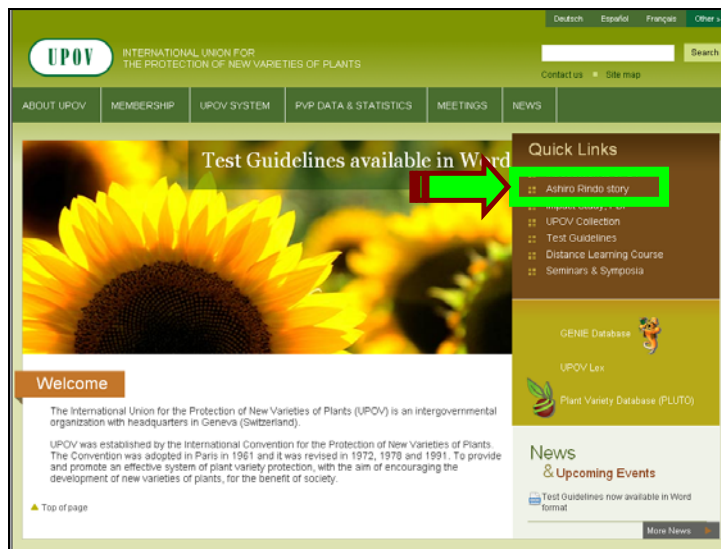 Deutsch Español Français Other »
UPOV
INTERNATIONAL UNION FOR
THE PROTECTION OF NEW VARIETIES OF PLANTS
Search
Contact us Site map
ABOUT UPOV MEMBERSHIP UPOV SYSTEM PVP DATA & STATISTICS MEETINGS NEWS
Test Guidelines available in Word
Quick Links
Ashiro Rindo story
UPOV Collection
Test Guidelines
Distance Learning Course
Seminars & Symposia
GENIE Database
UPOV Lex
Plant Variety Database (PLUTO)
Welcome
The International Union for the Protection of New Varieties of Plants (UPOV) is an intergovernmental
organization with headquarters in Geneva (Switzerland).
UPOV was established by the International Convention for the Protection of New Varieties of Plants.
The Convention was adopted in Paris in 1961 and it was revised in 1972, 1978 and 1991. To provide
and promote an effective system of plant variety protection, with the aim of encouraging the
development of new varieties of plants, for the benefit of society.
Top of page
News
& Upcoming Events
Test Guidelines now available in Word
format
More News